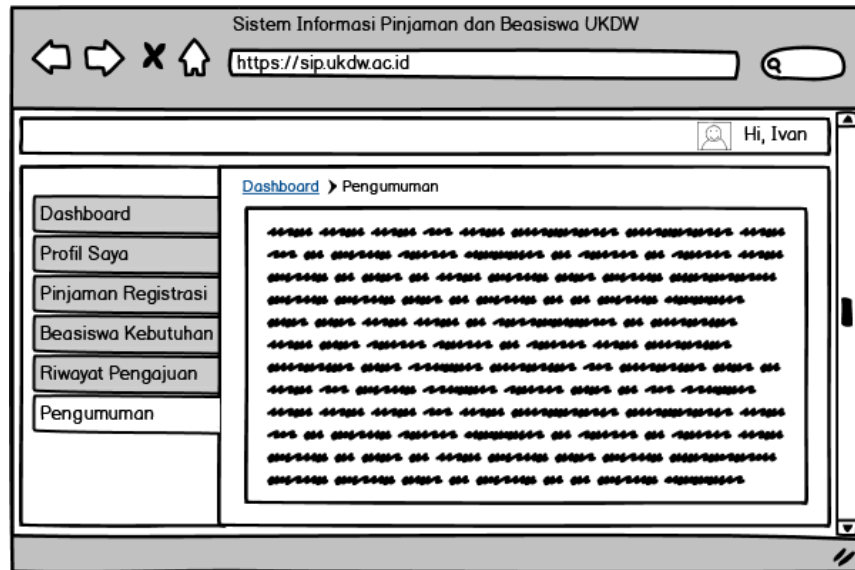 Sistem Informasi Pinjaman dan Beasiswa UKDW
https://sip.ukdw.ac.id
Hi, Ivan
Dashboard > Pengumuman
Dashboard
Profil Saya
Pinjaman Registrasi
Beasiswa Kebutuhan
Riwayat Pengajuan
Pengumuman